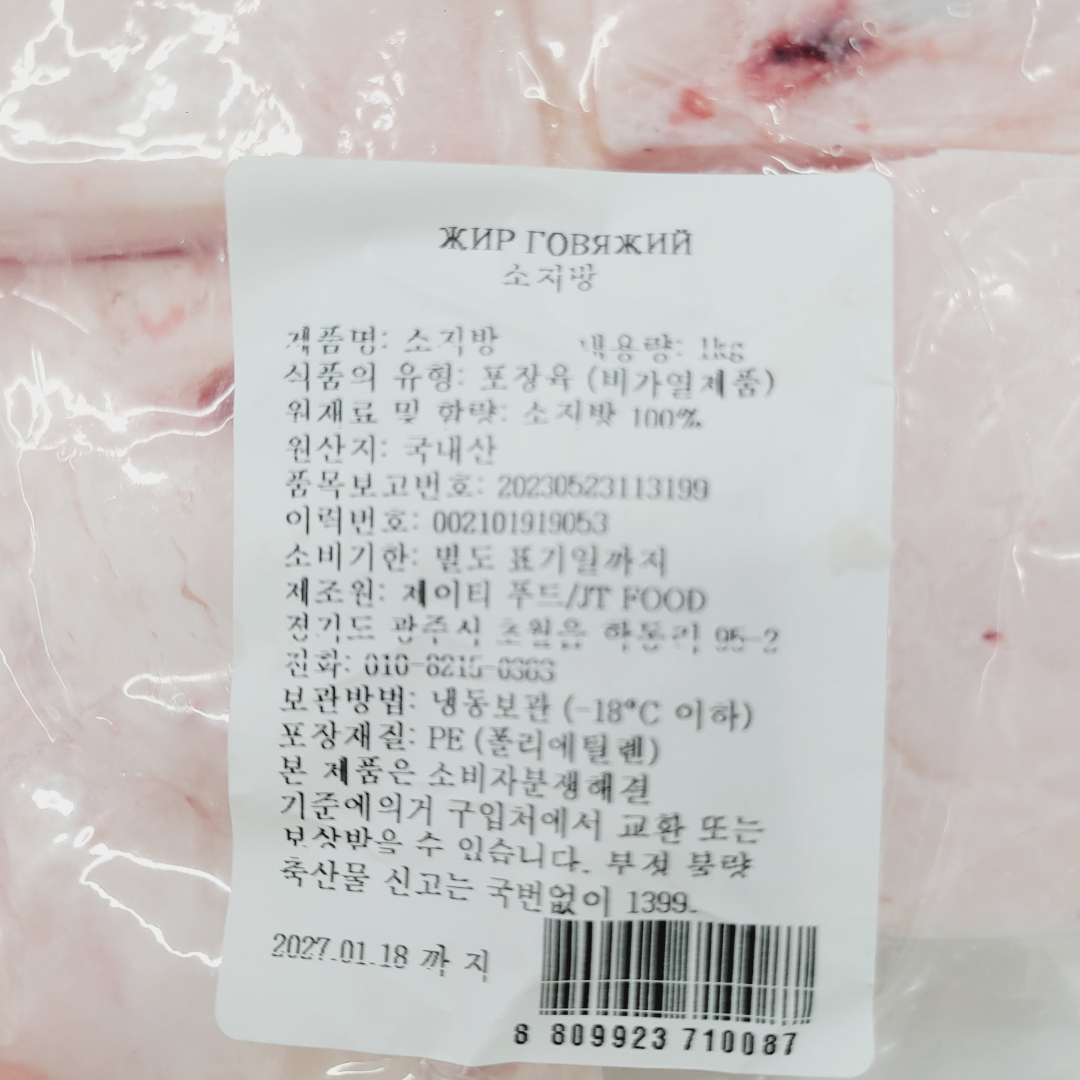 ЖИР ГОВЯЖИЙ
소지방
제품명: 소지방 내용량: 1kg
식품의 유형: 포장육 (비가열제품)
원재료 및 함량: 소지방 100%
원산지: 국내산
품목보고번호: 20230523113199
이력번호: 002101919053
소비기한: 별도 표기일까지
제조원: 제이티 푸드/JT FOOD
경기도 광주시 초월읍 학동리 95-2
전화:
보관방법: 냉동보관 (-18°C 이하)
포장재질: PE (폴리에틸렌)
본 제품은 소비자분쟁해결
기준에의거 구입처에서 교환 또는
보상받을 수 있습니다. 부정 불량
축산물 신고는 국번없이 1399.
2027.01.18 까 지
8 809923 710087